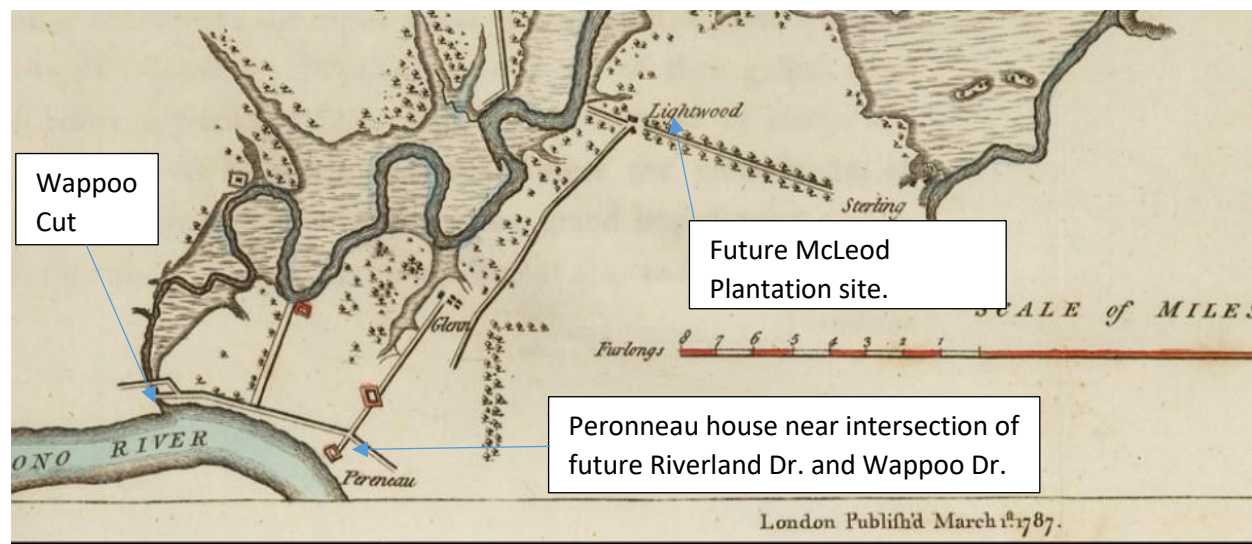 Lightwood
Wappoo
Cut
Sterling
Future McLeod
Plantation site.
SCALE of MILES
Glenn
Furlongs 8 7 6 5 4 3 2 1
Peronneau house near intersection of
future Riverland Dr. and Wappoo Dr.
ONO RIVER
Pereneau
London Publiſh'd March 1ſt. 1787.